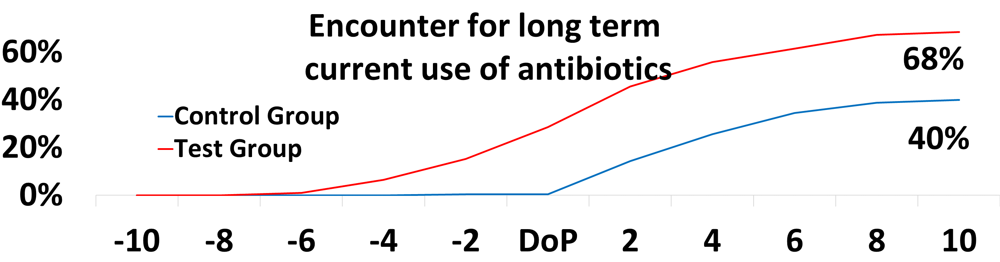 Encounter for long term
current use of antibiotics
60%
40%
20%
0%
Control Group
Test Group
68%
40%
-10 -8 -6 -4 -2 DoP 2 4 6 8 10